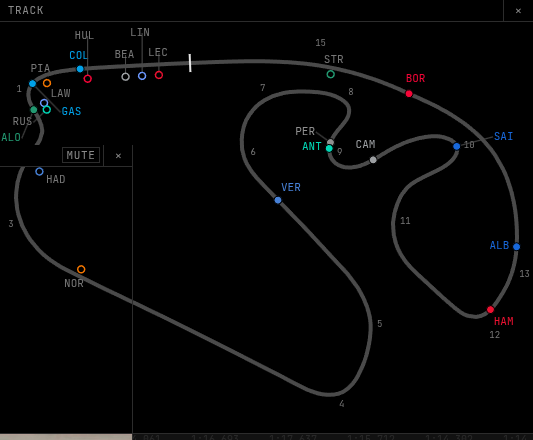 TRACK ×
HUL LIN
15
COL BEA LEC STR
PIA BOR
1 LAW 7 8
GAS
RUS
ALO PER SAI
ANT 9 CAM 10
MUTE × 6
HAD VER
3 11
ALB
13
NOR
5 HAM
12
4